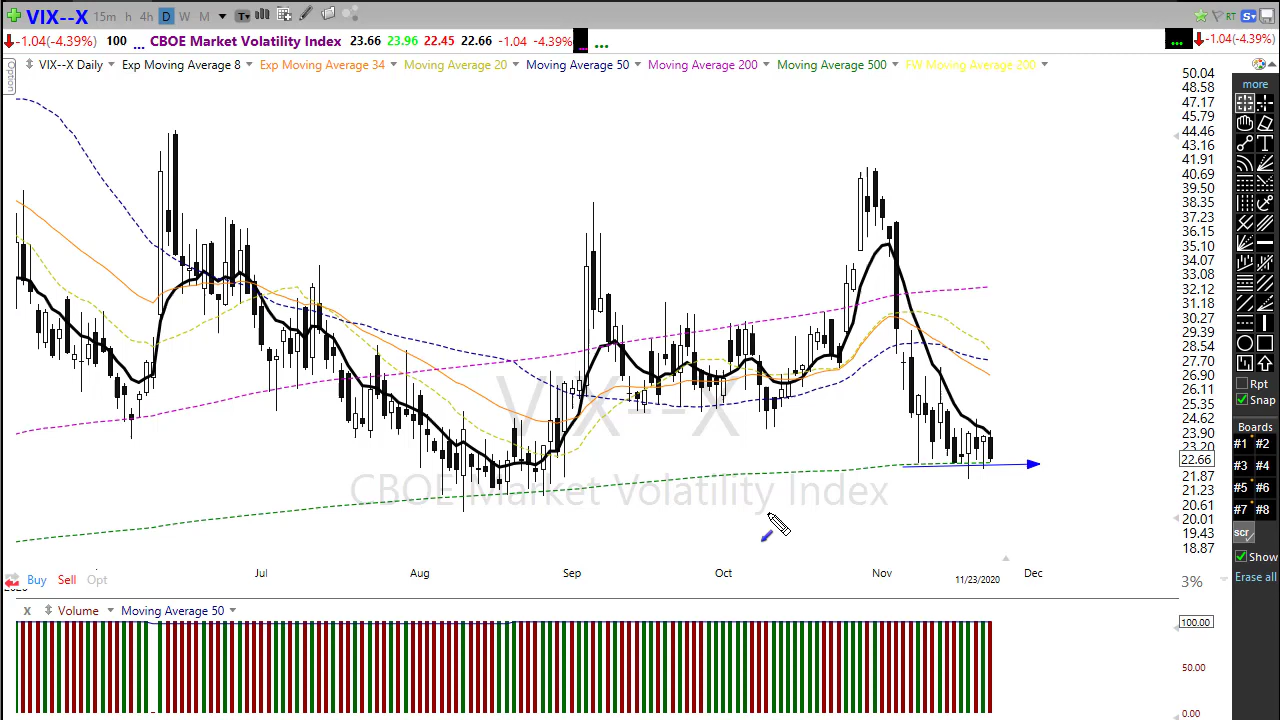 VIX--X 15m h 4h D W M T RT S
-1.04(-4.39%) 100 ... CBOE Market Volatility Index 23.66 23.96 22.45 22.66 -1.04 -4.39% ... ... ... -1.04(-4.39%)
Option
VIX--X Daily Exp Moving Average 8 Exp Moving Average 34 Moving Average 20 Moving Average 50 Moving Average 200 Moving Average 500 FW Moving Average 200
50.04
48.58
47.17
45.79
44.46
43.16
41.91
40.69
39.50
38.35
37.23
36.15
35.10
34.07
33.08
32.12
31.18
30.27
29.39
28.54
27.70
26.90
26.11
25.35
24.62
23.90
23.20
22.66
21.87
21.23
20.61
20.01
19.43
18.87
more
T
Rpt
Snap
Boards
#1 #2
#3 #4
#5 #6
#7 #8
scr
Show
Erase all
VIX--X
CBOE Market Volatility Index
Jul Aug Sep Oct Nov Dec
11/23/2020
3%
Buy Sell Opt
X Volume Moving Average 50
100.00
50.00
0.00